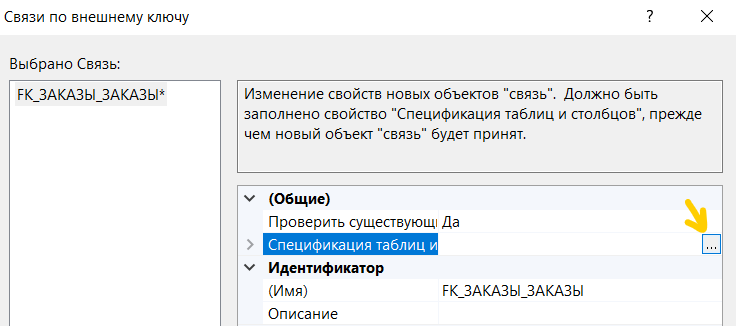 Связи по внешнему ключу
? ×
Выбрано Связь:
FK_ЗАКАЗЫ_ЗАКАЗЫ*
Изменение свойств новых объектов "связь". Должно быть
заполнено свойство "Спецификация таблиц и столбцов", прежде
чем новый объект "связь" будет принят.
(Общие)
Проверить существующ Да
Спецификация таблиц и ...
Идентификатор
(Имя) FK_ЗАКАЗЫ_ЗАКАЗЫ
Описание